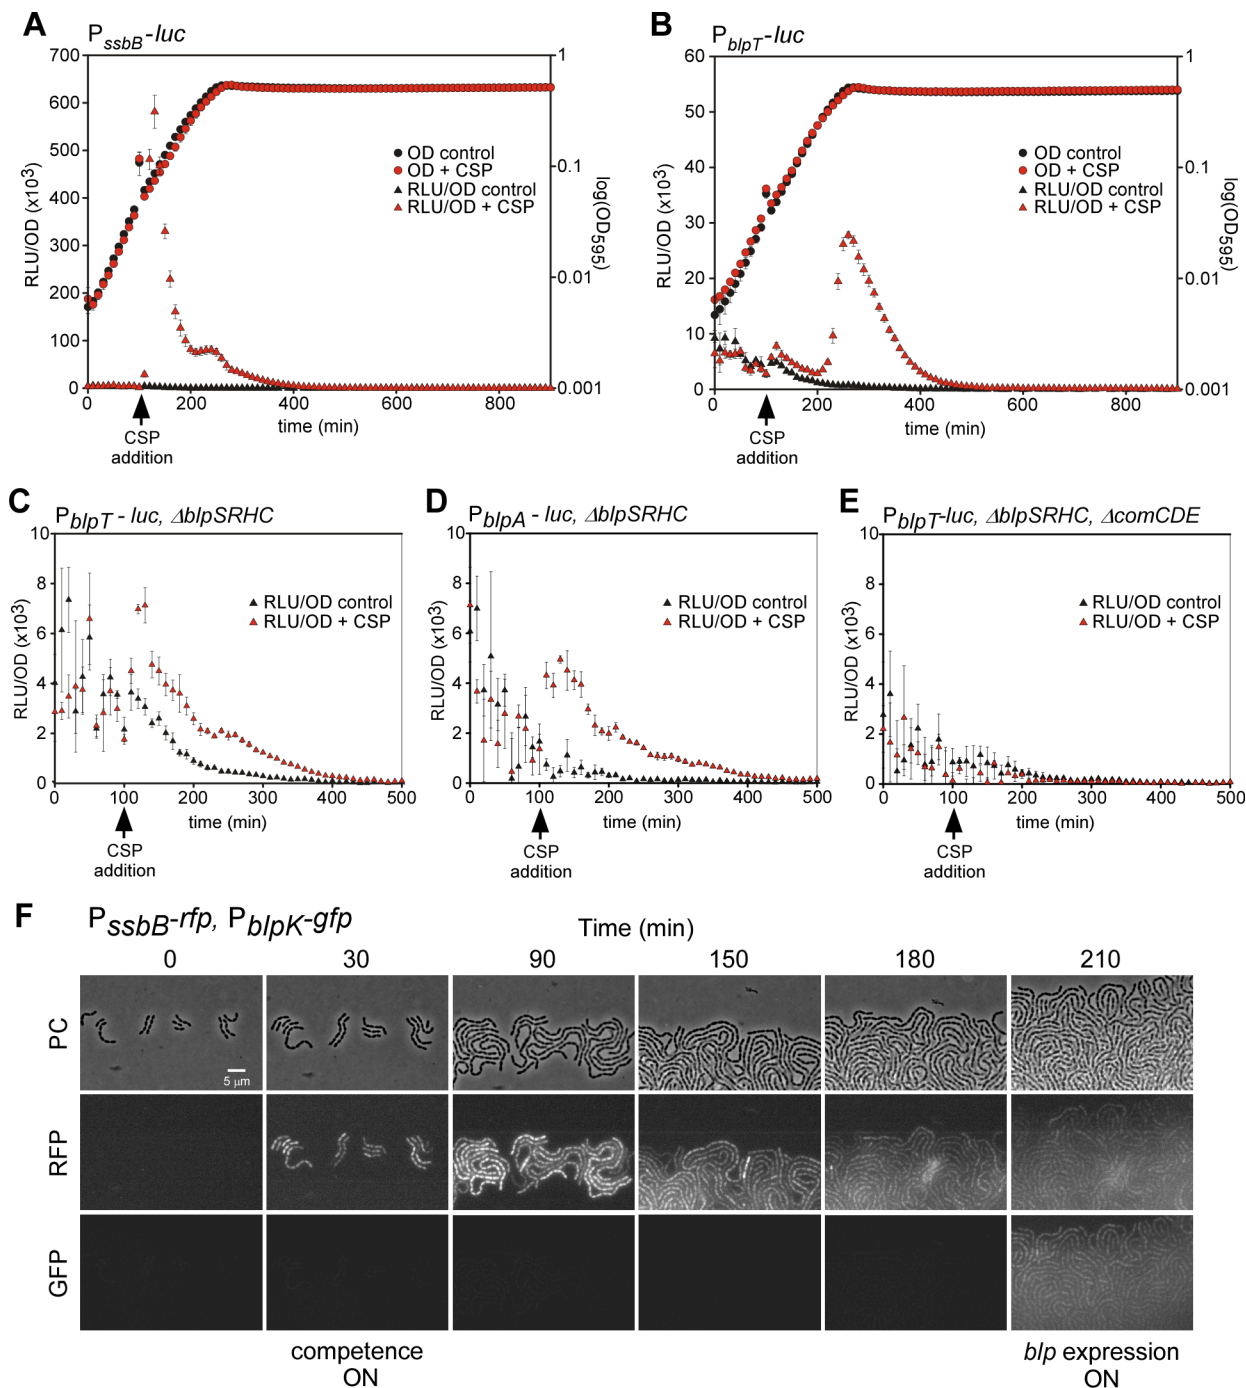 A
P_ssbB-luc
700
600
500
400
300
200
100
0
RLU/OD (x10³)
1
0.1
0.01
0.001
log(OD₅₉₅)
OD control
OD + CSP
RLU/OD control
RLU/OD + CSP
0 200 400 600 800
time (min)
CSP
addition
B
P_blpT-luc
60
50
40
30
20
10
0
RLU/OD (x10³)
1
0.1
0.01
0.001
log(OD₅₉₅)
OD control
OD + CSP
RLU/OD control
RLU/OD + CSP
0 200 400 600 800
time (min)
CSP
addition
C
P_blpT - luc, ΔblpSRHC
10
8
6
4
2
0
RLU/OD (x10³)
RLU/OD control
RLU/OD + CSP
0 100 200 300 400 500
time (min)
CSP
addition
D
P_blpA - luc, ΔblpSRHC
10
8
6
4
2
0
RLU/OD (x10³)
RLU/OD control
RLU/OD + CSP
0 100 200 300 400 500
time (min)
CSP
addition
E
P_blpT-luc, ΔblpSRHC, ΔcomCDE
10
8
6
4
2
0
RLU/OD (x10³)
RLU/OD control
RLU/OD + CSP
0 100 200 300 400 500
time (min)
CSP
addition
F
P_ssbB-rfp, P_blpK-gfp
Time (min)
0 30 90 150 180 210
PC
5 μm
RFP
GFP
competence
ON
blp expression
ON